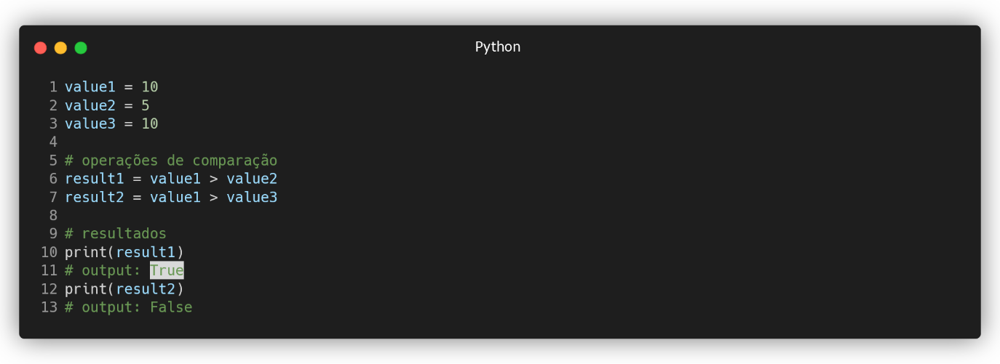 Python
1 value1 = 10
2 value2 = 5
3 value3 = 10
4
5 # operações de comparação
6 result1 = value1 > value2
7 result2 = value1 > value3
8
9 # resultados
10 print(result1)
11 # output: True
12 print(result2)
13 # output: False